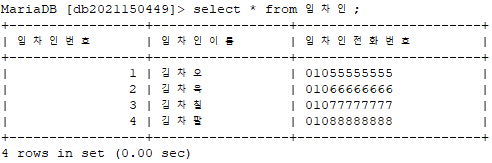 MariaDB [db2021150449]> select * from 임차인;
+-----------------+-----------------+-----------------------+
| 임차인번호 | 임차인이름 | 임차인전화번호 |
+-----------------+-----------------+-----------------------+
| 1 | 김차오 | 01055555555 |
| 2 | 김차육 | 01066666666 |
| 3 | 김차칠 | 01077777777 |
| 4 | 김차팔 | 01088888888 |
+-----------------+-----------------+-----------------------+
4 rows in set (0.00 sec)